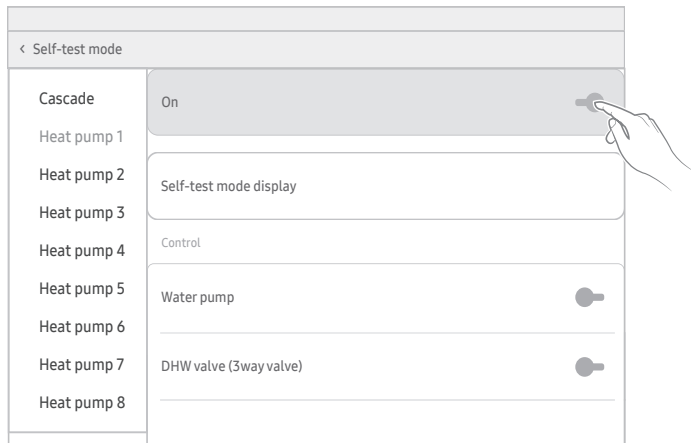 < Self-test mode
Cascade
Heat pump 1
Heat pump 2
Heat pump 3
Heat pump 4
Heat pump 5
Heat pump 6
Heat pump 7
Heat pump 8
On
Self-test mode display
Control
Water pump
DHW valve (3way valve)